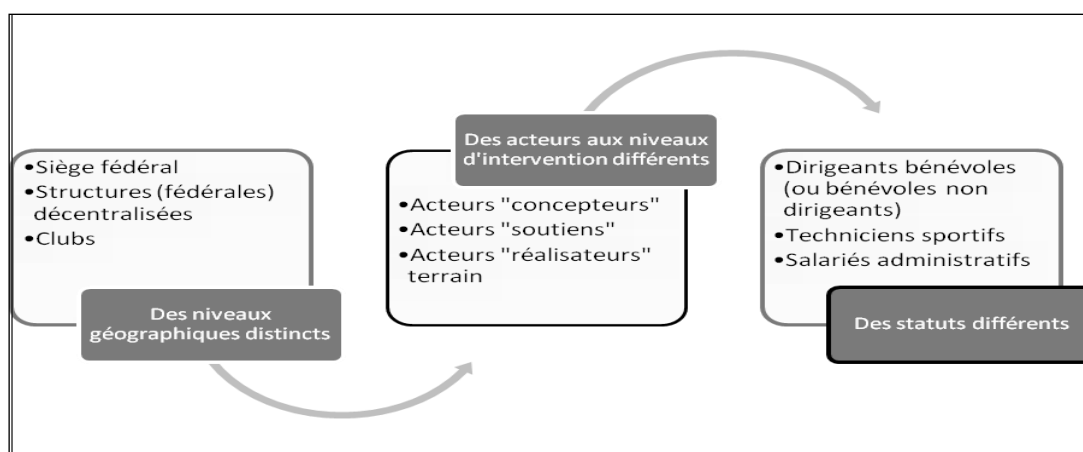 •Siège fédéral
•Structures (fédérales)
décentralisées
•Clubs
Des niveaux
géographiques distincts
Des acteurs aux niveaux
d'intervention différents
•Acteurs "concepteurs"
•Acteurs "soutiens"
•Acteurs "réalisateurs"
terrain
•Dirigeants bénévoles
(ou bénévoles non
dirigeants)
•Techniciens sportifs
•Salariés administratifs
Des statuts différents